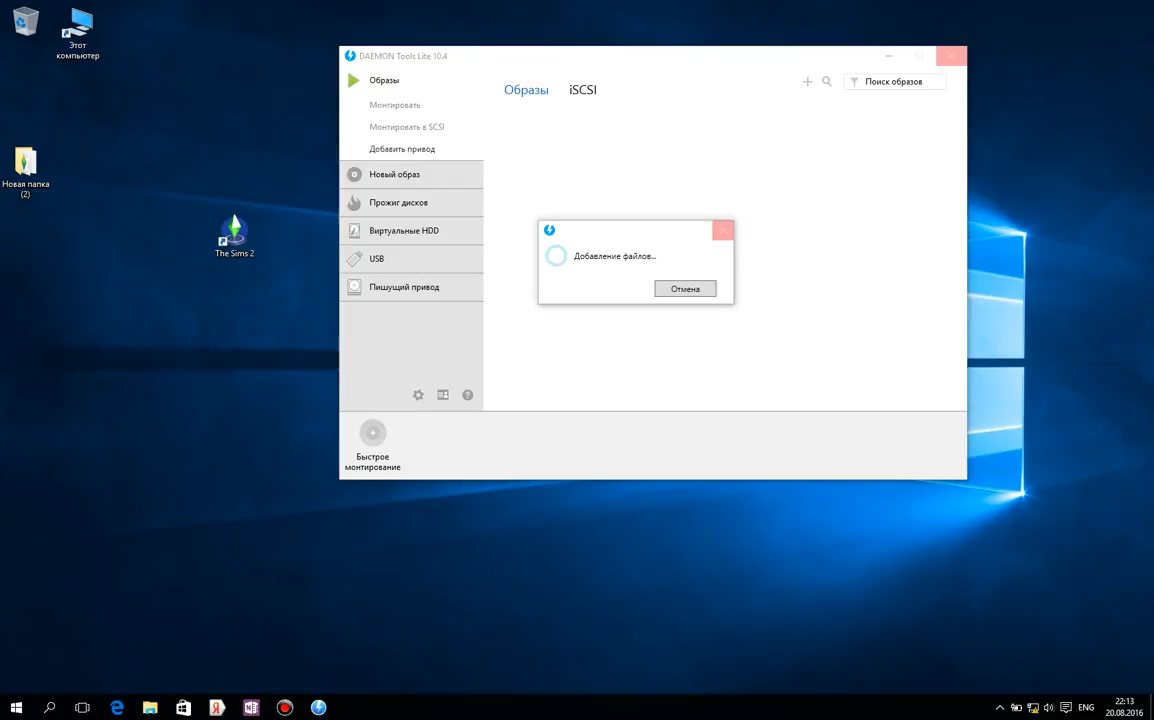 Этот
компьютер
Новая папка
(2)
The Sims 2
DAEMON Tools Lite 10.4
Образы
Монтировать
Монтировать в SCSI
Добавить привод
Новый образ
Прожиг дисков
Виртуальные HDD
USB
Пишущий привод
Образы iSCSI
Поиск образов
Добавление файлов...
Отмена
Быстрое
монтирование
ENG
22:13
20.08.2016